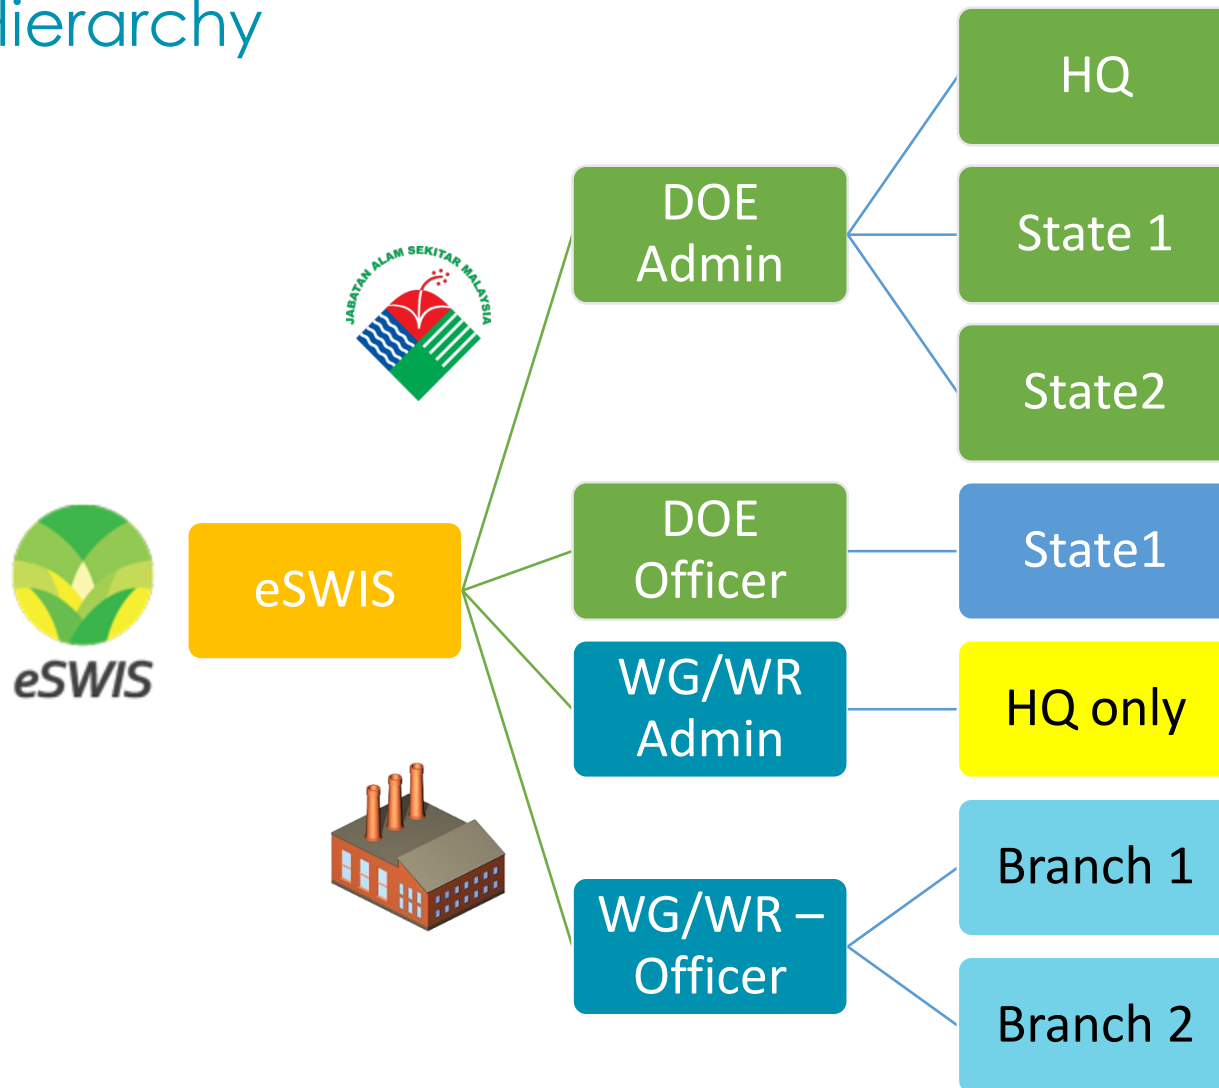 Hierarchy
HQ
DOE
Admin
State 1
State2
JABATAN ALAM SEKITAR MALAYSIA
DOE
Officer
State1
eSWIS
eSWIS
WG/WR
Admin
HQ only
WG/WR –
Officer
Branch 1
Branch 2